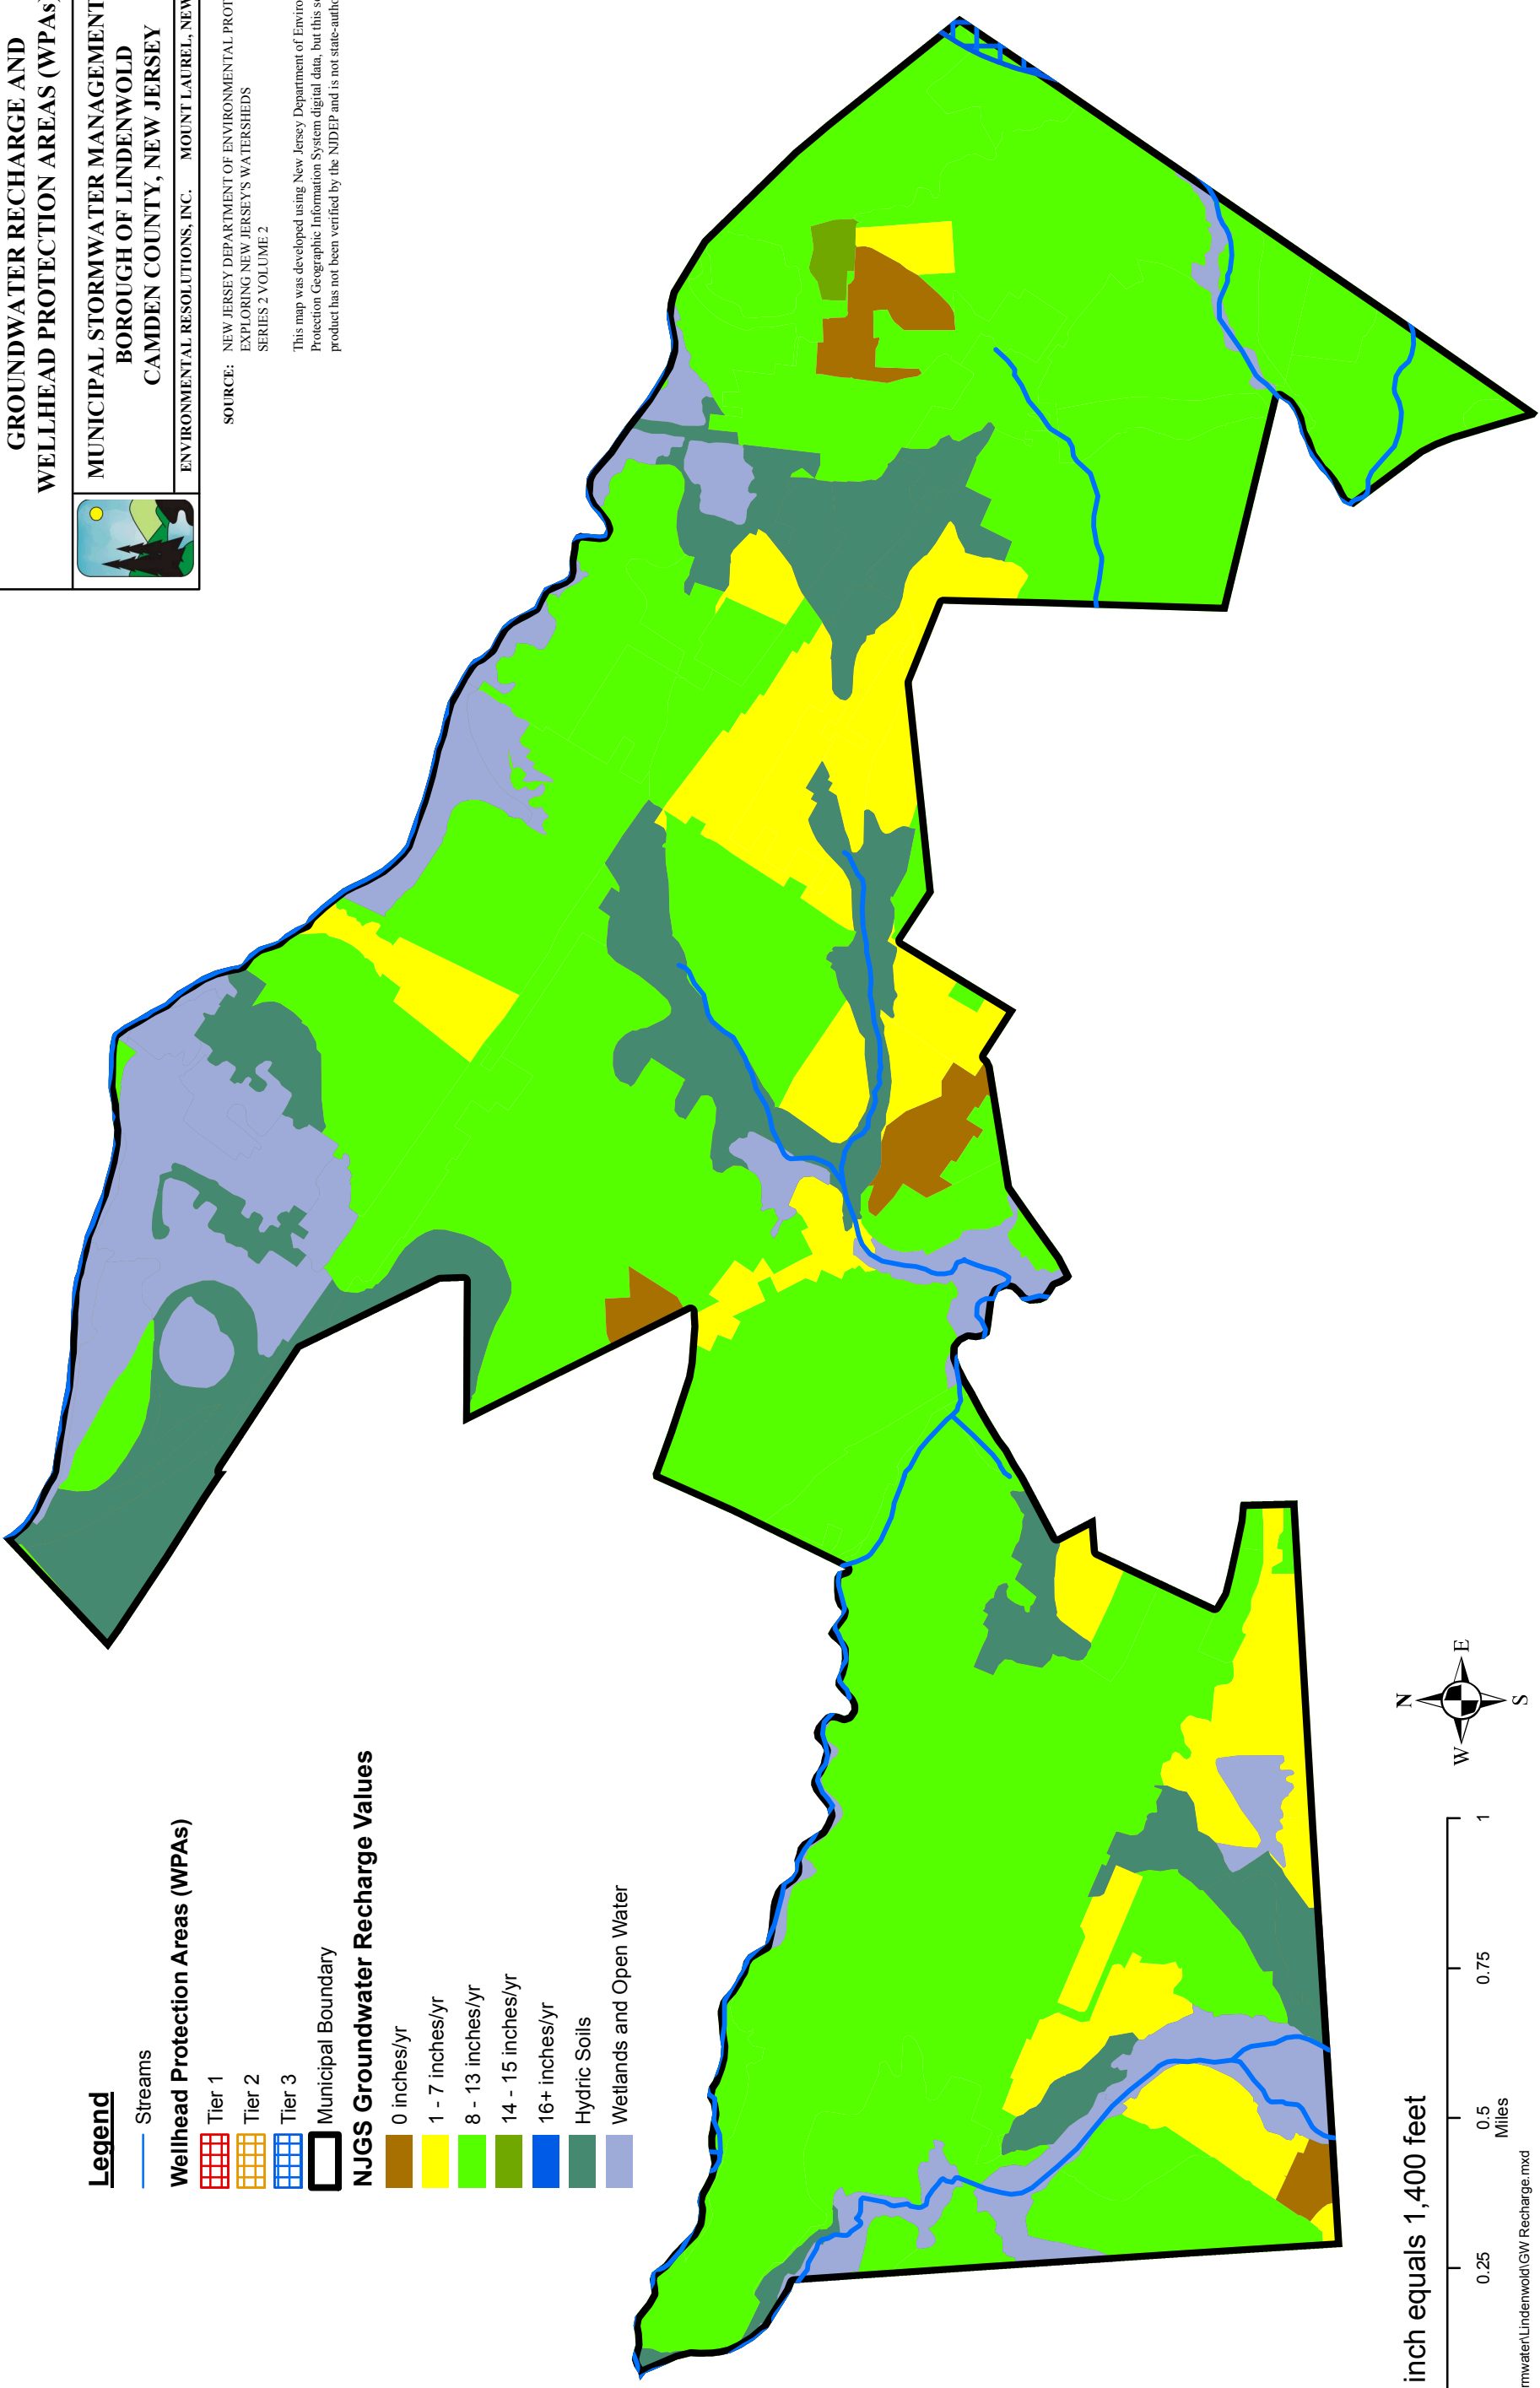 GROUNDWATER RECHARGE AND
WELLHEAD PROTECTION AREAS (WPAs)
MUNICIPAL STORMWATER MANAGEMENT
BOROUGH OF LINDENWOLD
CAMDEN COUNTY, NEW JERSEY
ENVIRONMENTAL RESOLUTIONS, INC. MOUNT LAUREL, NEW
SOURCE: NEW JERSEY DEPARTMENT OF ENVIRONMENTAL
EXPLORING NEW JERSEY'S WATERSHEDS
SERIES 2 VOLUME 2
This map was developed using New Jersey Department of
Protection Geographic Information System digital data, but this
product has not been verified by the NJDEP and is not
Legend
Streams
Wellhead Protection Areas (WPAs)
Tier 1
Tier 2
Tier 3
Municipal Boundary
NJGS Groundwater Recharge Values
0 inches/yr
1 - 7 inches/yr
8 - 13 inches/yr
14 - 15 inches/yr
16+ inches/yr
Hydric Soils
Wetlands and Open Water
N
W E
S
inch equals 1,400 feet
0.25 0.5 0.75 1
Miles
rmwater\Lindenwold\GW Recharge.mxd